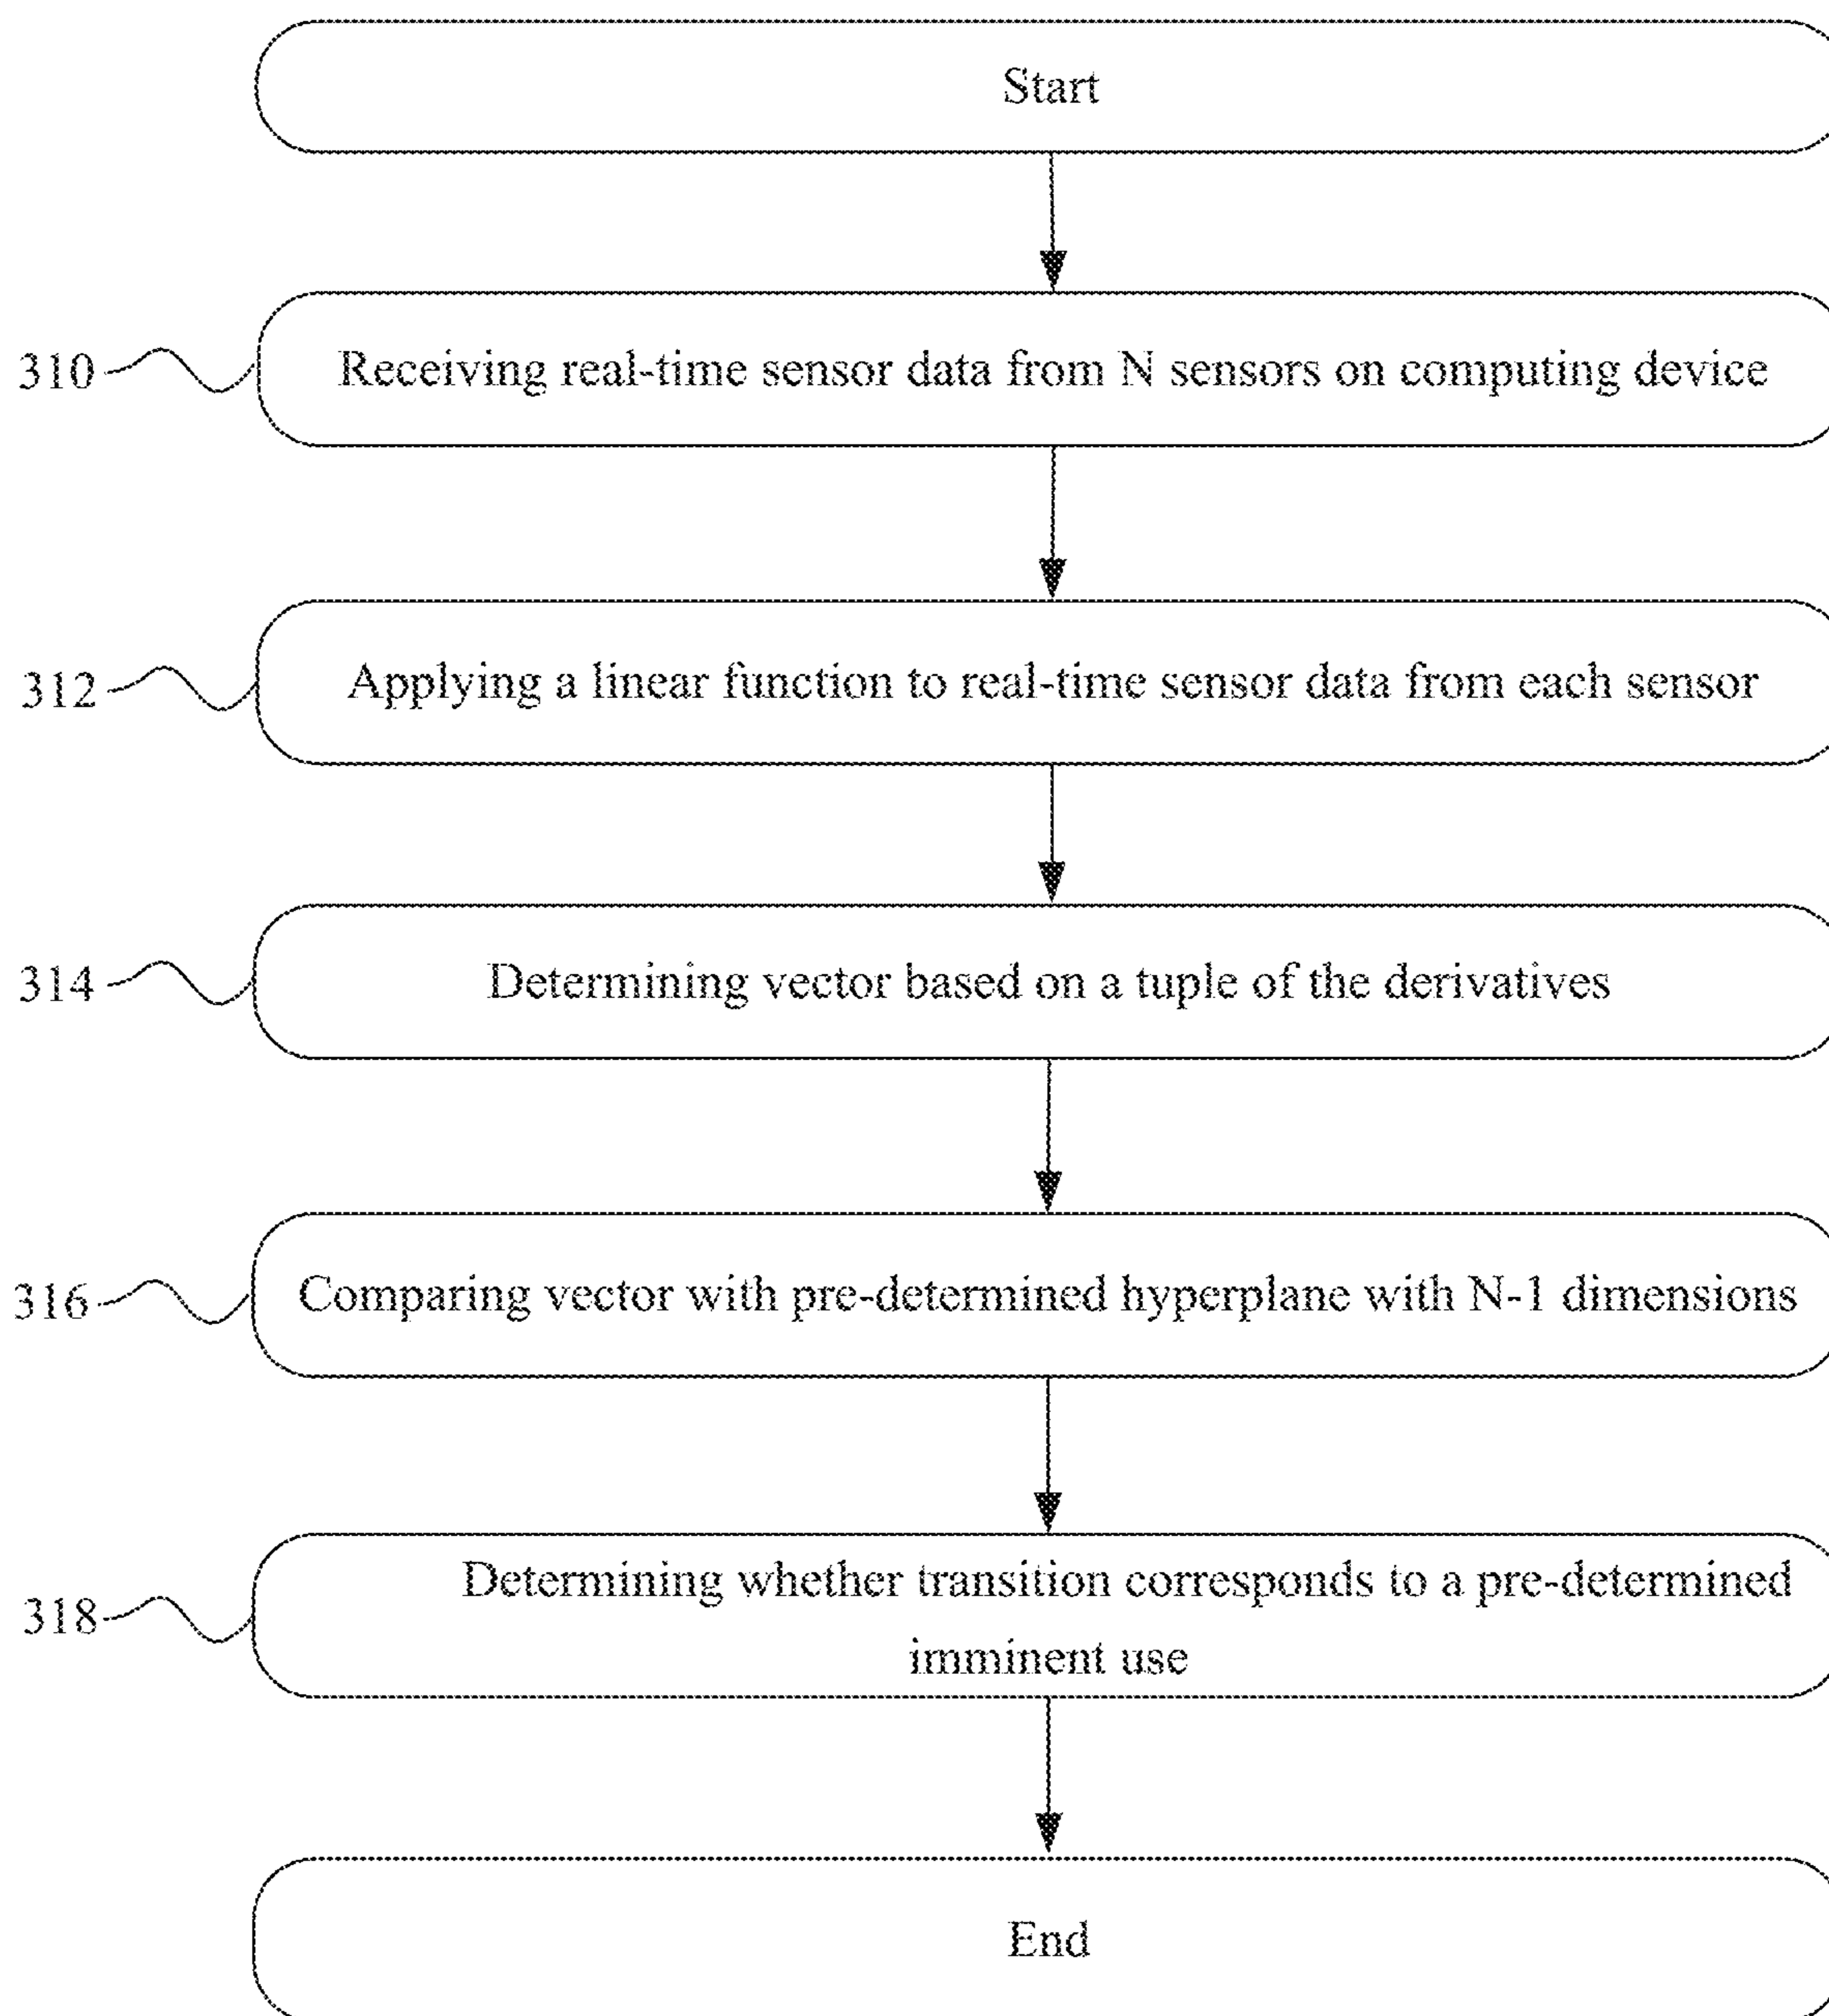 Start
310
Receiving real-time sensor data from N sensors on computing device
312
Applying a linear function to real-time sensor data from each sensor
314
Determining vector based on a tuple of the derivatives
316
Comparing vector with pre-determined hyperplane with N-1 dimensions
318
Determining whether transition corresponds to a pre-determined
imminent use
End